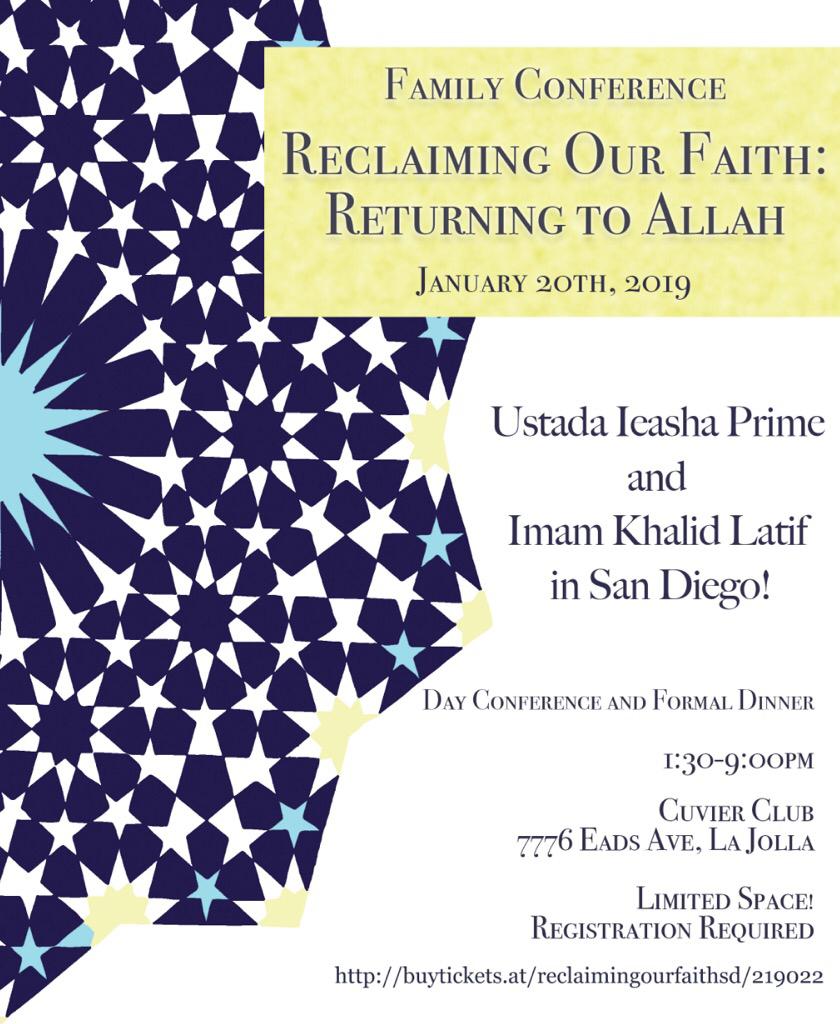 Family Conference
Reclaiming Our Faith:
Returning to Allah
January 20th, 2019
Ustada Ieasha Prime
and
Imam Khalid Latif
in San Diego!
Day Conference and Formal Dinner
1:30-9:00pm
Cuvier Club
7776 Eads Ave, La Jolla
Limited Space!
Registration Required
http://buytickets.at/reclaimingourfaithsd/219022